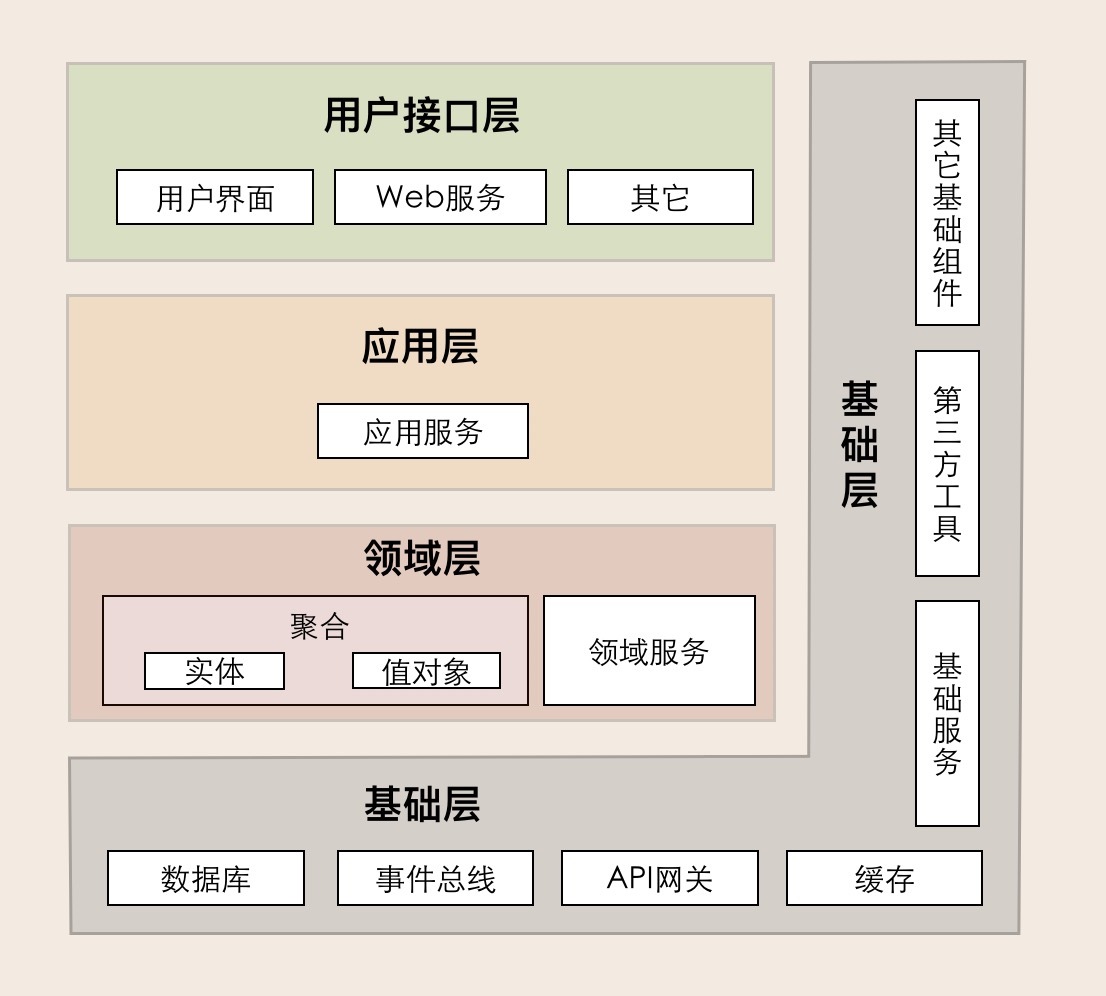 用户接口层
用户界面
Web服务
其它
应用层
应用服务
领域层
聚合
实体
值对象
领域服务
基础层
数据库
事件总线
API网关
缓存
基础层
其它基础组件
第三方工具
基础服务